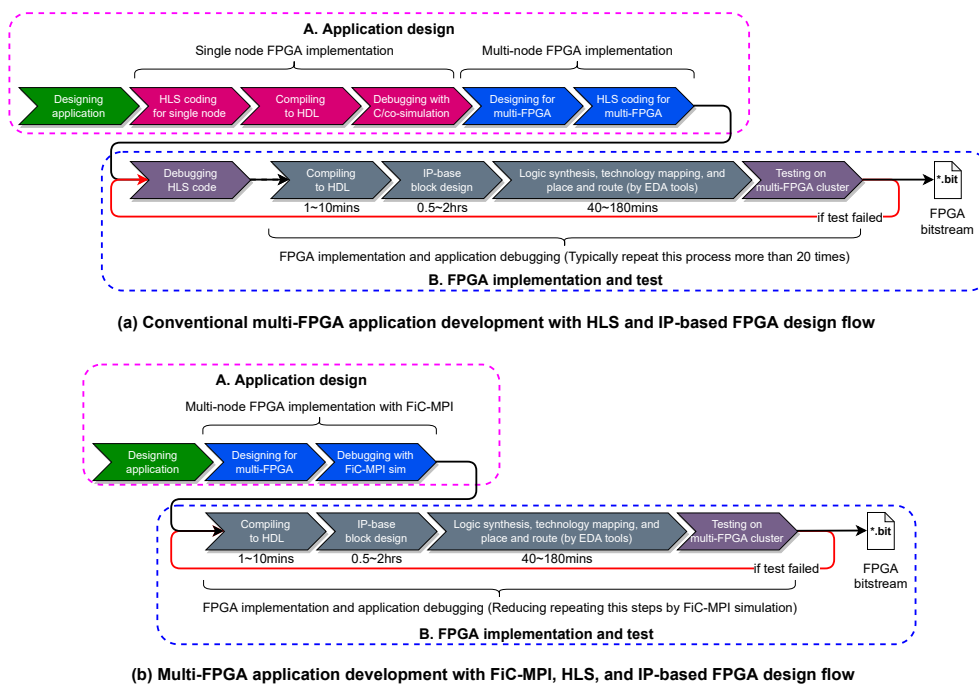 A. Application design
Single node FPGA implementation
Multi-node FPGA implementation
Designing
application
HLS coding
for single node
Compiling
to HDL
Debugging with
C/co-simulation
Designing for
multi-FPGA
HLS coding for
multi-FPGA
Debugging
HLS code
Compiling
to HDL
IP-base
block design
Logic synthesis, technology mapping, and
place and route (by EDA tools)
Testing on
multi-FPGA cluster
*.bit
1~10mins
0.5~2hrs
40~180mins
if test failed
FPGA
bitstream
FPGA implementation and application debugging (Typically repeat this process more than 20 times)
B. FPGA implementation and test
(a) Conventional multi-FPGA application development with HLS and IP-based FPGA design flow
A. Application design
Multi-node FPGA implementation with FiC-MPI
Designing
application
Designing for
multi-FPGA
Debugging with
FiC-MPI sim
Compiling
to HDL
IP-base
block design
Logic synthesis, technology mapping, and
place and route (by EDA tools)
Testing on
multi-FPGA cluster
*.bit
1~10mins
0.5~2hrs
40~180mins
if test failed
FPGA
bitstream
FPGA implementation and application debugging (Reducing repeating this steps by FiC-MPI simulation)
B. FPGA implementation and test
(b) Multi-FPGA application development with FiC-MPI, HLS, and IP-based FPGA design flow